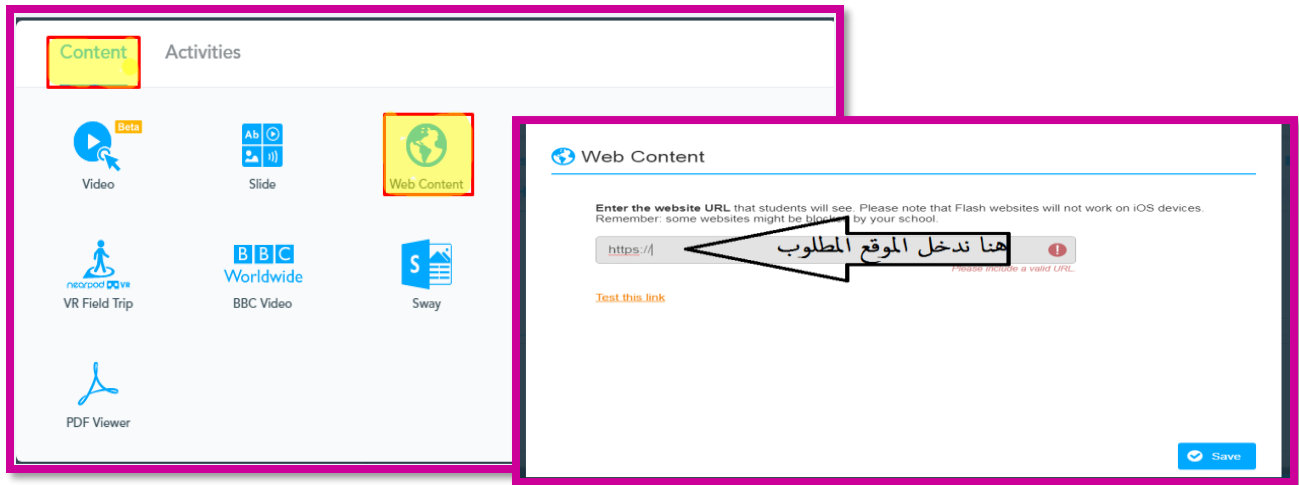 Content
Activities
Beta
Video
Ab
Slide
Web Content
nearpod VR
VR Field Trip
BBC
Worldwide
BBC Video
S
Sway
PDF Viewer
Web Content
Enter the website URL that students will see. Please note that Flash websites will not work on iOS devices.
Remember: some websites might be blocked by your school.
https://
هنا ندخل الموقع المطلوب
Please include a valid URL.
Test this link
Save